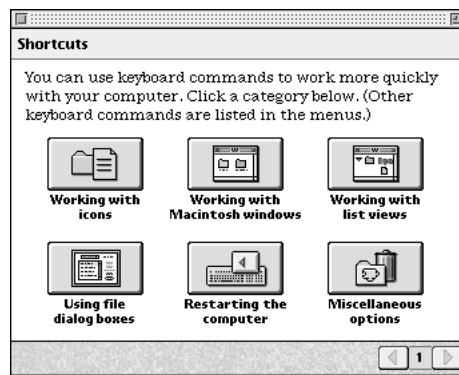 Shortcuts
You can use keyboard commands to work more quickly
with your computer. Click a category below. (Other
keyboard commands are listed in the menus.)
Working with
icons
Working with
Macintosh windows
Working with
list views
Using file
dialog boxes
Restarting the
computer
Miscellaneous
options
1